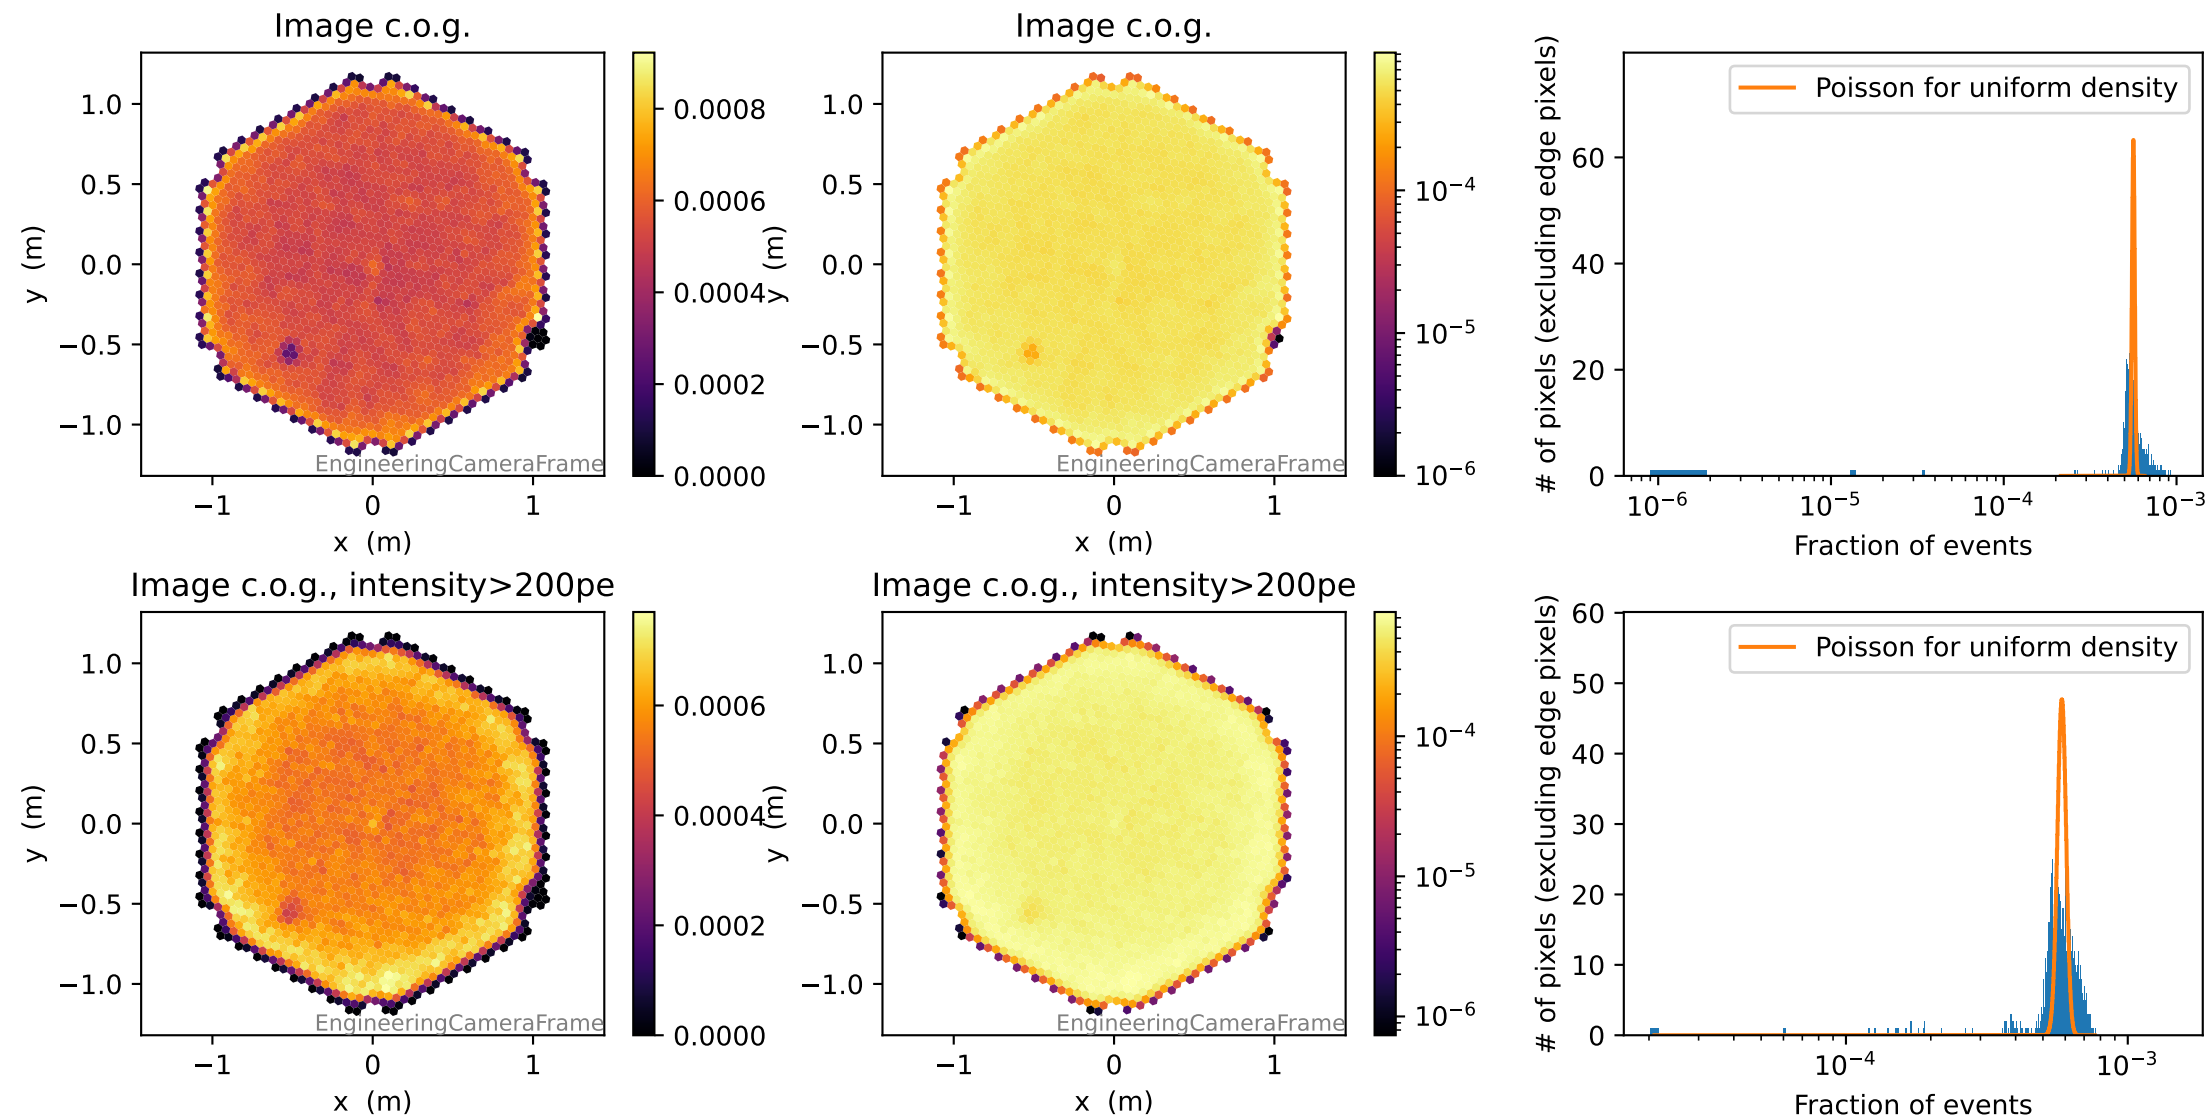 Image c.o.g.
y (m)
1.0
0.5
0.0
−0.5
−1.0
−1
0
1
x (m)
EngineeringCameraFrame
0.0008
0.0006
0.0004
0.0002
0.0000
Image c.o.g.
y (m)
1.0
0.5
0.0
−0.5
−1.0
−1
0
1
x (m)
EngineeringCameraFrame
10⁻⁴
10⁻⁵
10⁻⁶
# of pixels (excluding edge pixels)
60
40
20
0
Poisson for uniform density
10⁻⁶
10⁻⁵
10⁻⁴
10⁻³
Fraction of events
Image c.o.g., intensity>200pe
y (m)
1.0
0.5
0.0
−0.5
−1.0
−1
0
1
x (m)
EngineeringCameraFrame
0.0006
0.0004
0.0002
0.0000
Image c.o.g., intensity>200pe
y (m)
1.0
0.5
0.0
−0.5
−1.0
−1
0
1
x (m)
EngineeringCameraFrame
10⁻⁴
10⁻⁵
10⁻⁶
# of pixels (excluding edge pixels)
60
50
40
30
20
10
0
Poisson for uniform density
10⁻⁴
10⁻³
Fraction of events